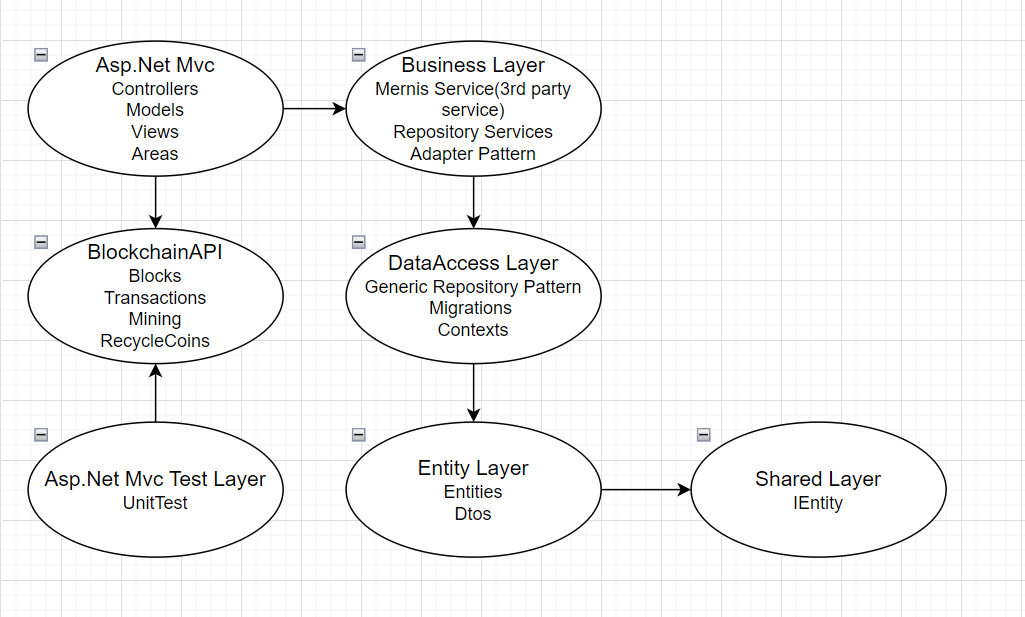 Asp.Net Mvc
Controllers
Models
Views
Areas
Business Layer
Mernis Service(3rd party
service)
Repository Services
Adapter Pattern
BlockchainAPI
Blocks
Transactions
Mining
RecycleCoins
DataAccess Layer
Generic Repository Pattern
Migrations
Contexts
Asp.Net Mvc Test Layer
UnitTest
Entity Layer
Entities
Dtos
Shared Layer
IEntity